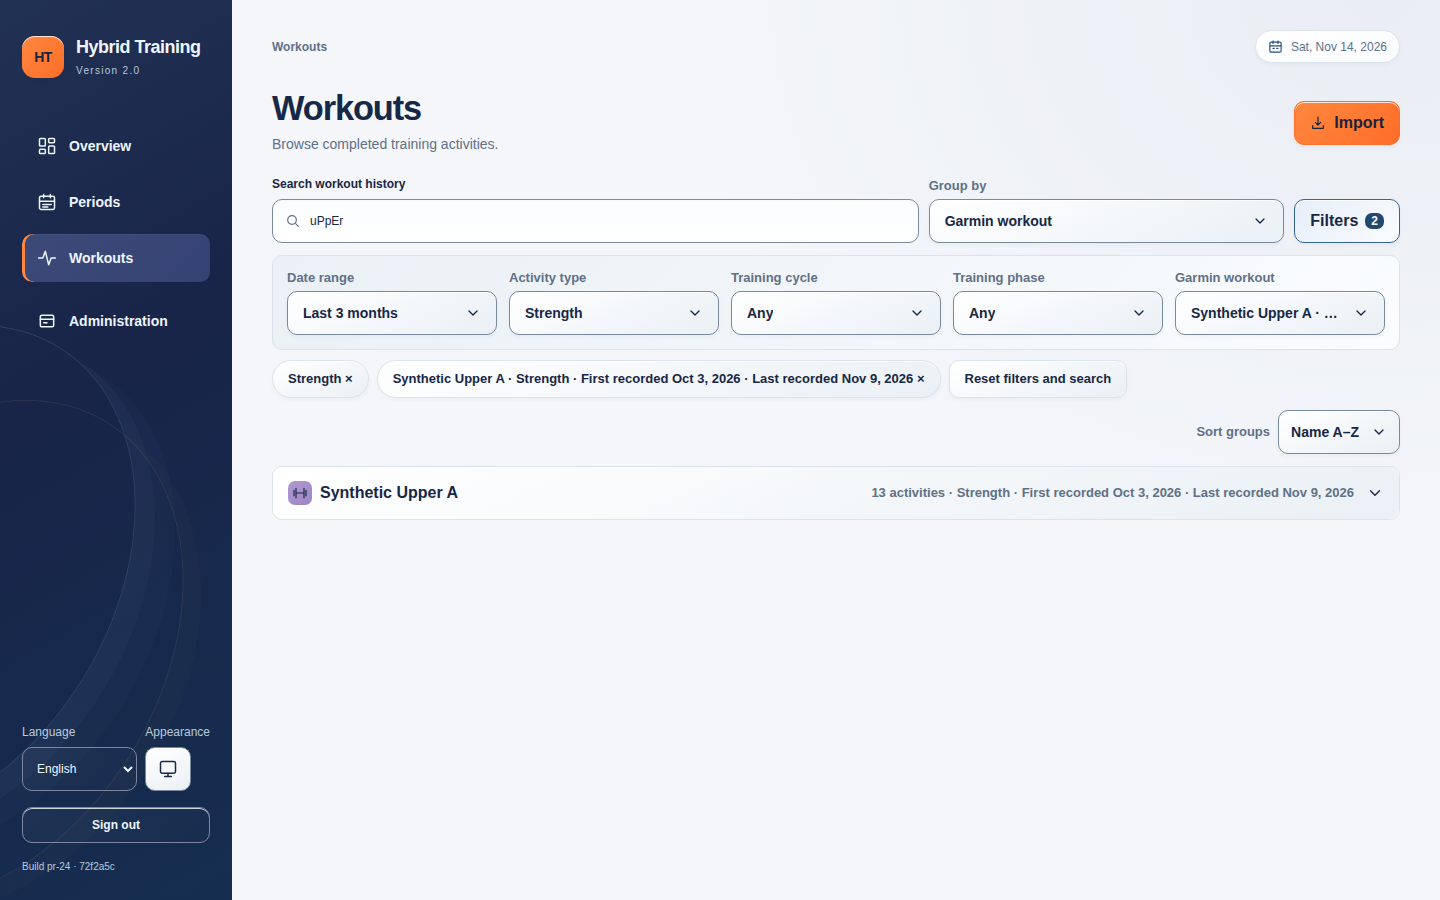 HT
Hybrid Training
Version 2.0
Overview
Periods
Workouts
Administration
Language
Appearance
English
Sign out
Build pr-24 · 72f2a5c
Workouts
Sat, Nov 14, 2026
Workouts
Browse completed training activities.
Import
Search workout history
Group by
uPpEr
Garmin workout
Filters 2
Date range
Activity type
Training cycle
Training phase
Garmin workout
Last 3 months
Strength
Any
Any
Synthetic Upper A · ...
Strength ×
Synthetic Upper A · Strength · First recorded Oct 3, 2026 · Last recorded Nov 9, 2026 ×
Reset filters and search
Sort groups
Name A–Z
Synthetic Upper A
13 activities · Strength · First recorded Oct 3, 2026 · Last recorded Nov 9, 2026